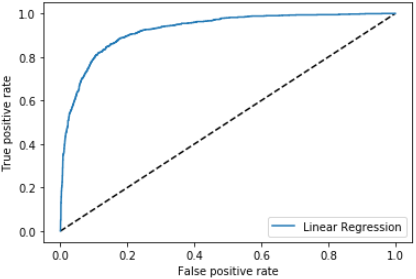 1.0
0.8
0.6
0.4
0.2
0.0
True positive rate
Linear Regression
0.0 0.2 0.4 0.6 0.8 1.0
False positive rate